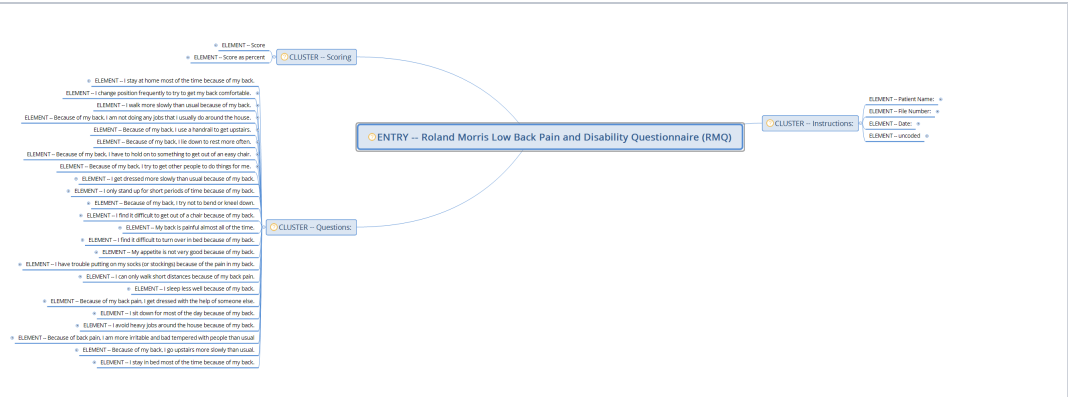 ELEMENT -- Score
ELEMENT -- Score as percent
CLUSTER -- Scoring
ELEMENT -- I stay at home most of the time because of my back.
ELEMENT -- I change position frequently to try to get my back comfortable.
ELEMENT -- I walk more slowly than usual because of my back.
ELEMENT -- Because of my back, I am not doing any jobs that I usually do around the house.
ELEMENT -- Because of my back, I use a handrail to get upstairs.
ELEMENT -- Because of my back, I lie down to rest more often.
ELEMENT -- Because of my back, I have to hold on to something to get out of an easy chair.
ELEMENT -- Because of my back, I try to get other people to do things for me.
ELEMENT -- I get dressed more slowly than usual because of my back.
ELEMENT -- I only stand up for short periods of time because of my back.
ELEMENT -- Because of my back, I try not to bend or kneel down.
ELEMENT -- I find it difficult to get out of a chair because of my back.
ELEMENT -- My back is painful almost all of the time.
ELEMENT -- I find it difficult to turn over in bed because of my back.
ELEMENT -- My appetite is not very good because of my back.
ELEMENT -- I have trouble putting on my socks (or stockings) because of the pain in my back.
ELEMENT -- I can only walk short distances because of my back pain.
ELEMENT -- I sleep less well because of my back.
ELEMENT -- Because of my back pain, I get dressed with the help of someone else.
ELEMENT -- I sit down for most of the day because of my back.
ELEMENT -- I avoid heavy jobs around the house because of my back.
ELEMENT -- Because of back pain, I am more irritable and bad tempered with people than usual
ELEMENT -- Because of my back, I go upstairs more slowly than usual.
ELEMENT -- I stay in bed most of the time because of my back.
CLUSTER -- Questions:
ENTRY -- Roland Morris Low Back Pain and Disability Questionnaire (RMQ)
CLUSTER -- Instructions:
ELEMENT -- Patient Name:
ELEMENT -- File Number:
ELEMENT -- Date:
ELEMENT -- uncoded